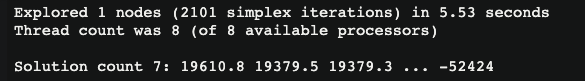 Explored 1 nodes (2101 simplex iterations) in 5.53 seconds
Thread count was 8 (of 8 available processors)
Solution count 7: 19610.8 19379.5 19379.3 ... -52424